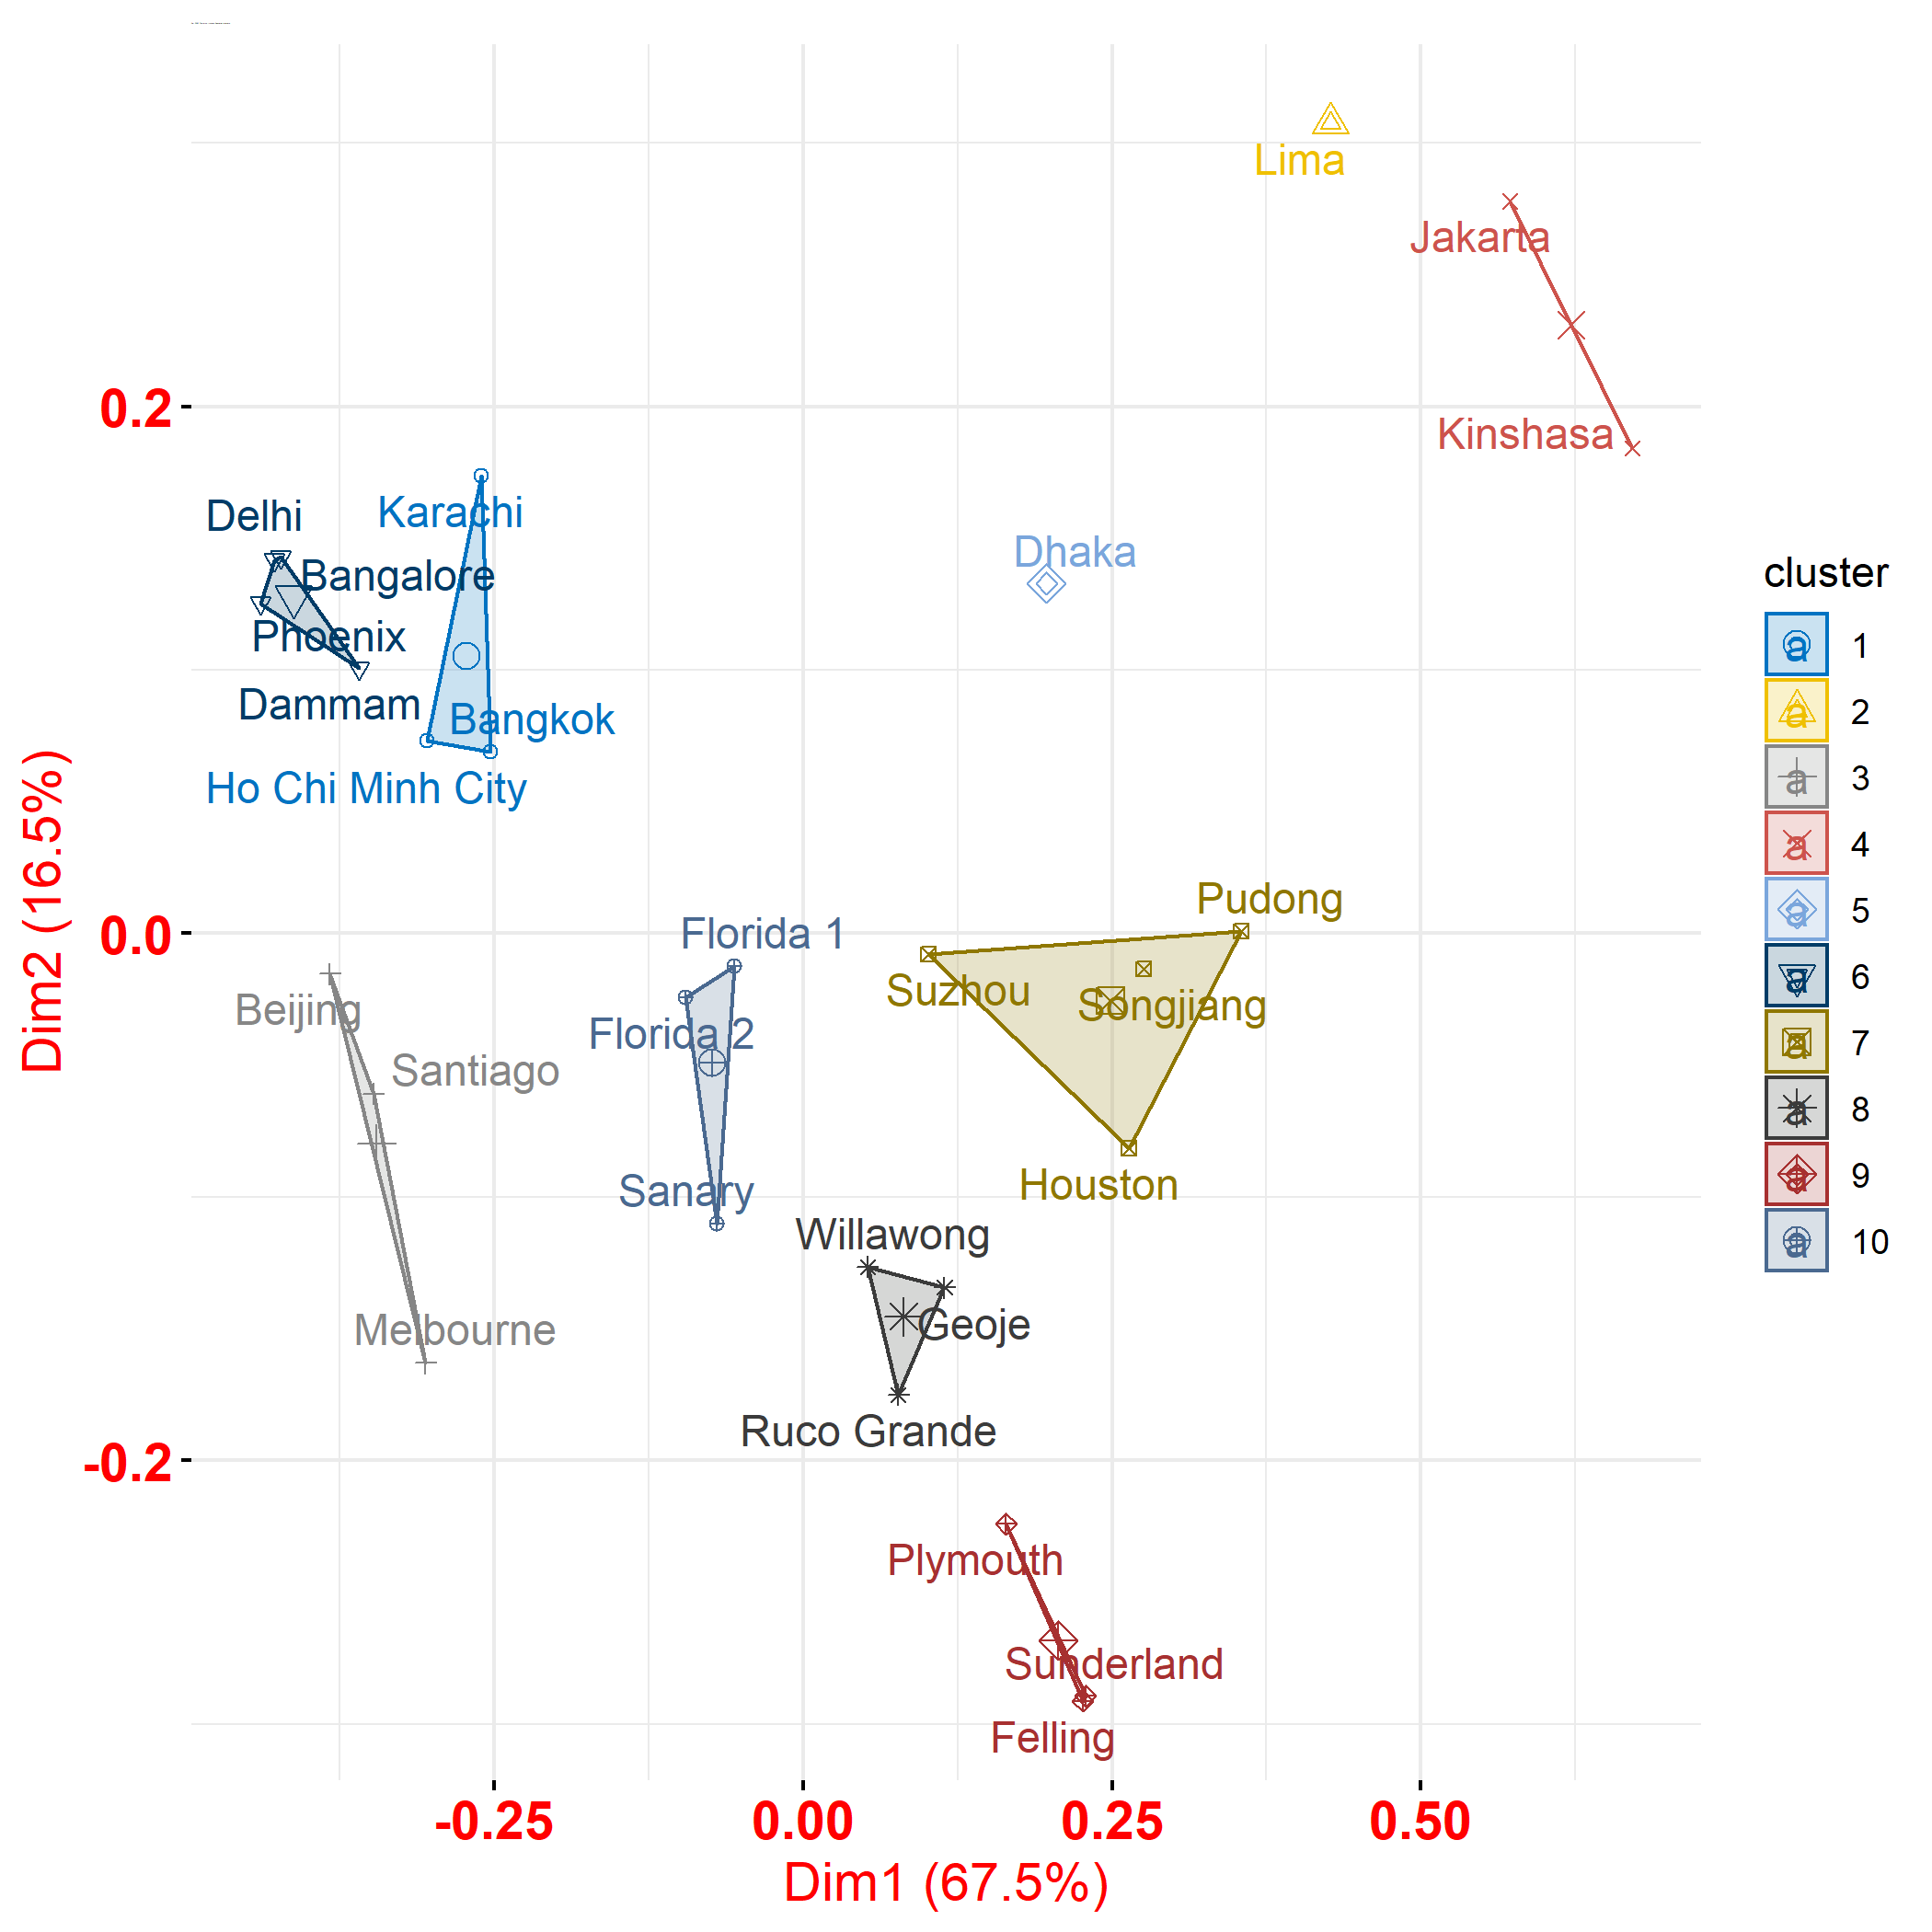 Lima
Jakarta
0.2
Kinshasa
Delhi
Karachi
Dhaka
Bangalore
cluster
Phoenix
a 1
Dammam
Bangkok
a 2
Ho Chi Minh City
a 3
a 4
Pudong
a 5
0.0
Florida 1
Dim2 (16.5%)
a 6
Suzhou
Songjiang
Beijing
Florida 2
a 7
Santiago
a 8
Houston
Sanary
a 9
Willawong
a 10
Geoje
Melbourne
Ruco Grande
-0.2
Plymouth
Sunderland
Felling
-0.25 0.00 0.25 0.50
Dim1 (67.5%)